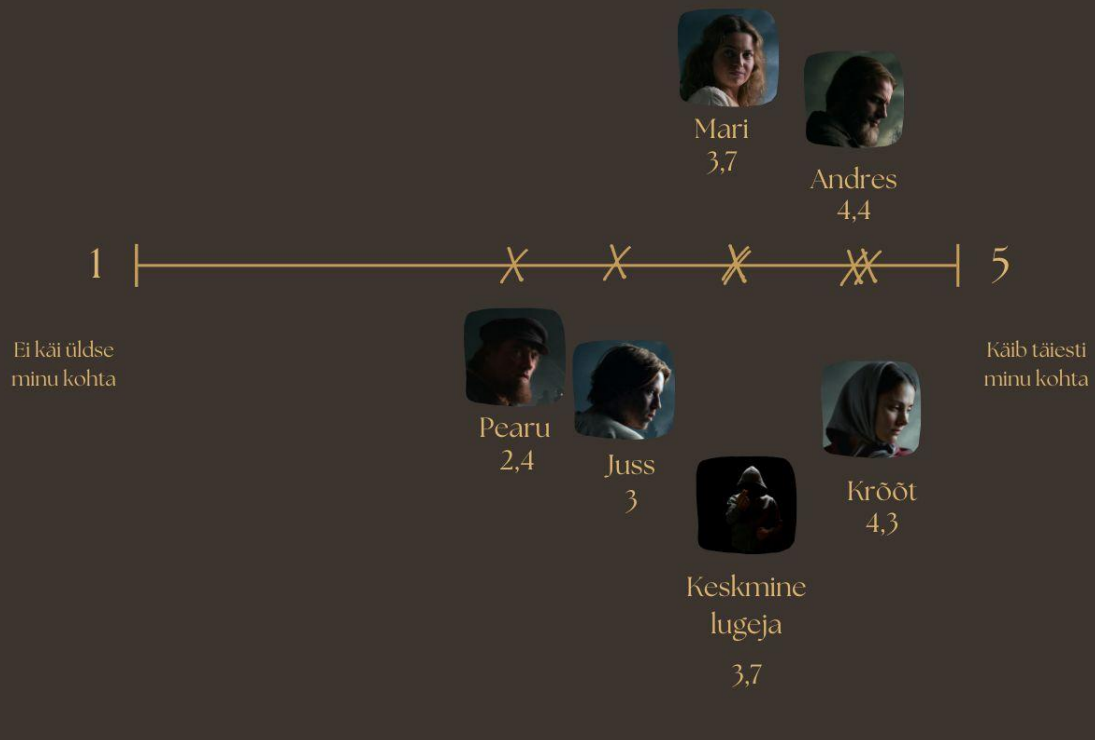 Mari
3,7
Andres
4,4
1
5
Ei käi üldse
minu kohta
Käib täiesti
minu kohta
Pearu
2,4
Juss
3
Krõõt
4,3
Keskmine
lugeja
3,7